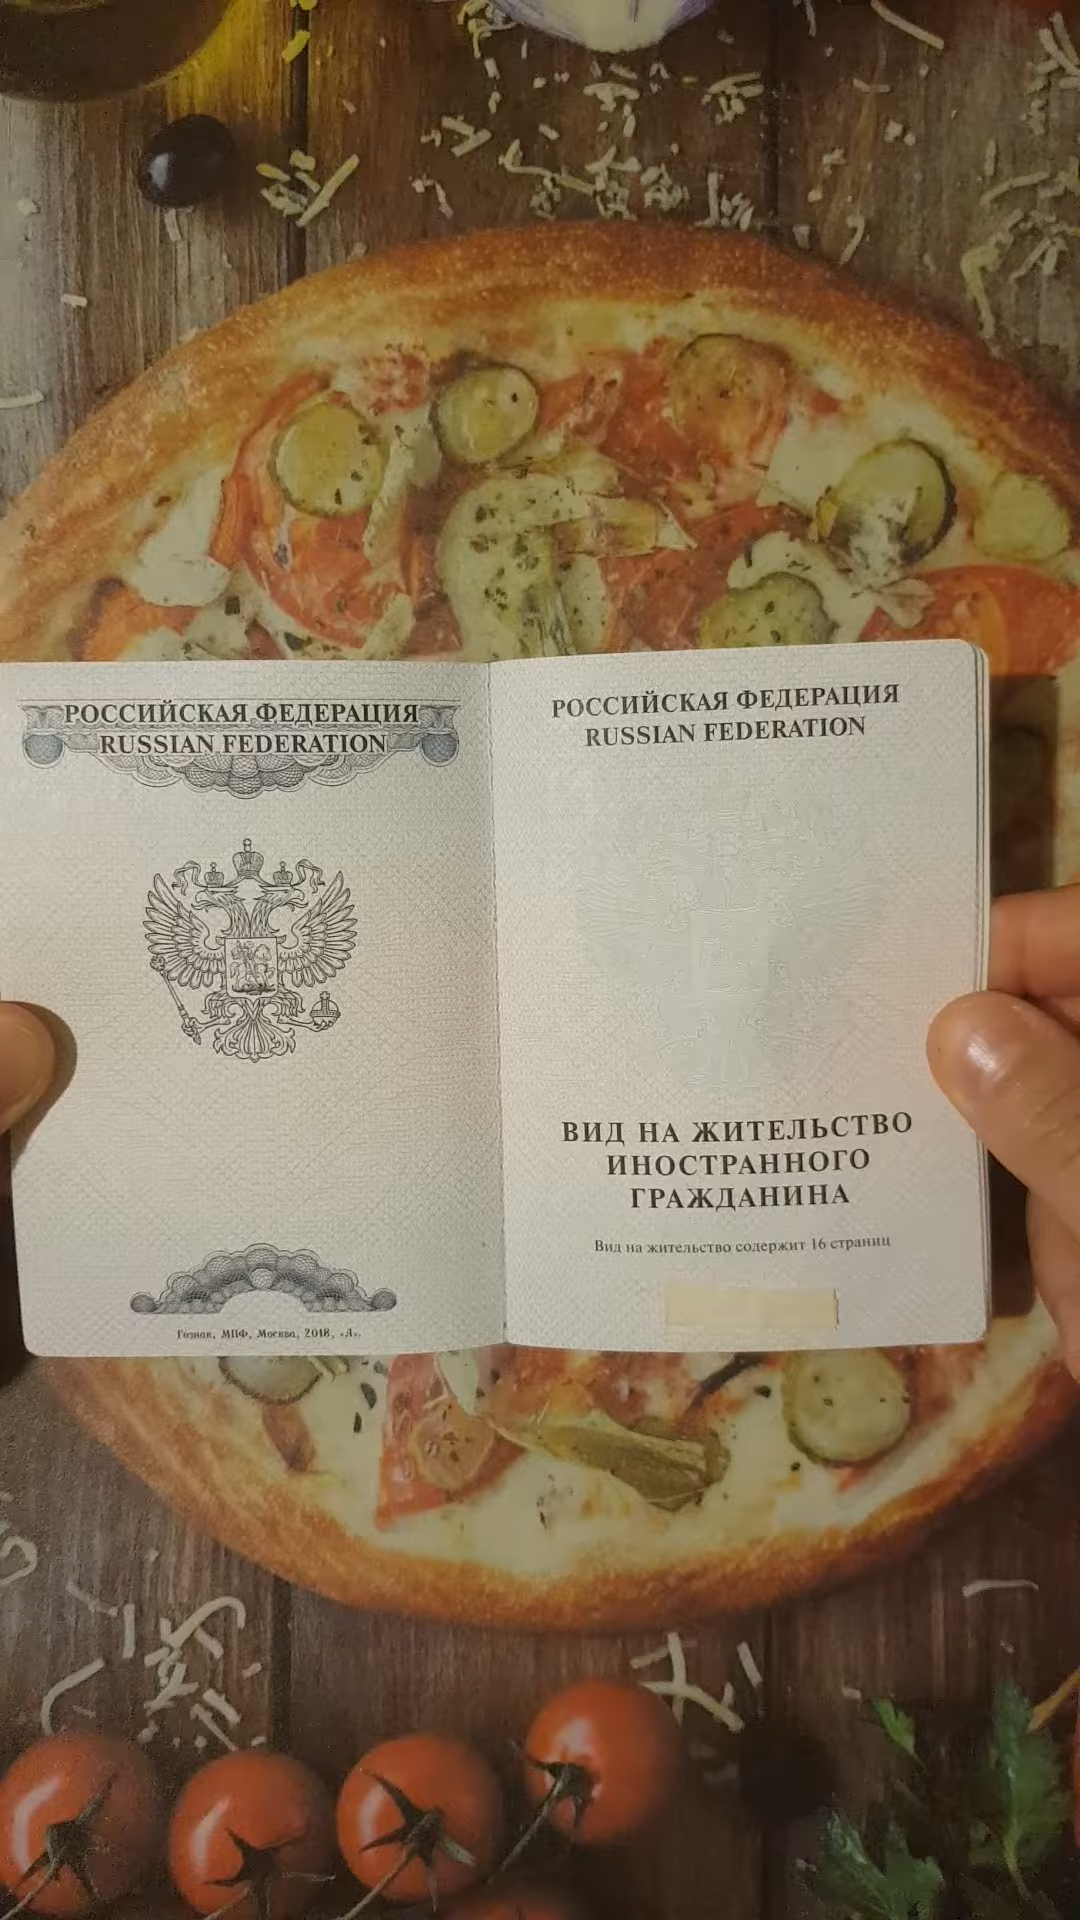 РОССИЙСКАЯ ФЕДЕРАЦИЯ
RUSSIAN FEDERATION
Гознак, МПФ, Москва, 2018, «А».
РОССИЙСКАЯ ФЕДЕРАЦИЯ
RUSSIAN FEDERATION
ВИД НА ЖИТЕЛЬСТВО
ИНОСТРАННОГО
ГРАЖДАНИНА
Вид на жительство содержит 16 страниц